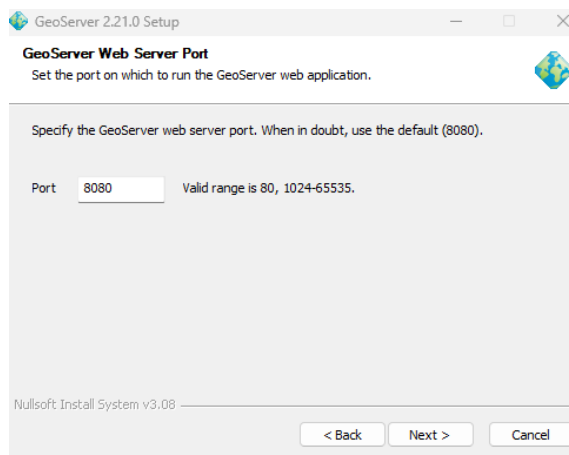 GeoServer 2.21.0 Setup
GeoServer Web Server Port
Set the port on which to run the GeoServer web application.
Specify the GeoServer web server port. When in doubt, use the default (8080).
Port 8080 Valid range is 80, 1024-65535.
Nullsoft Install System v3.08
< Back Next > Cancel